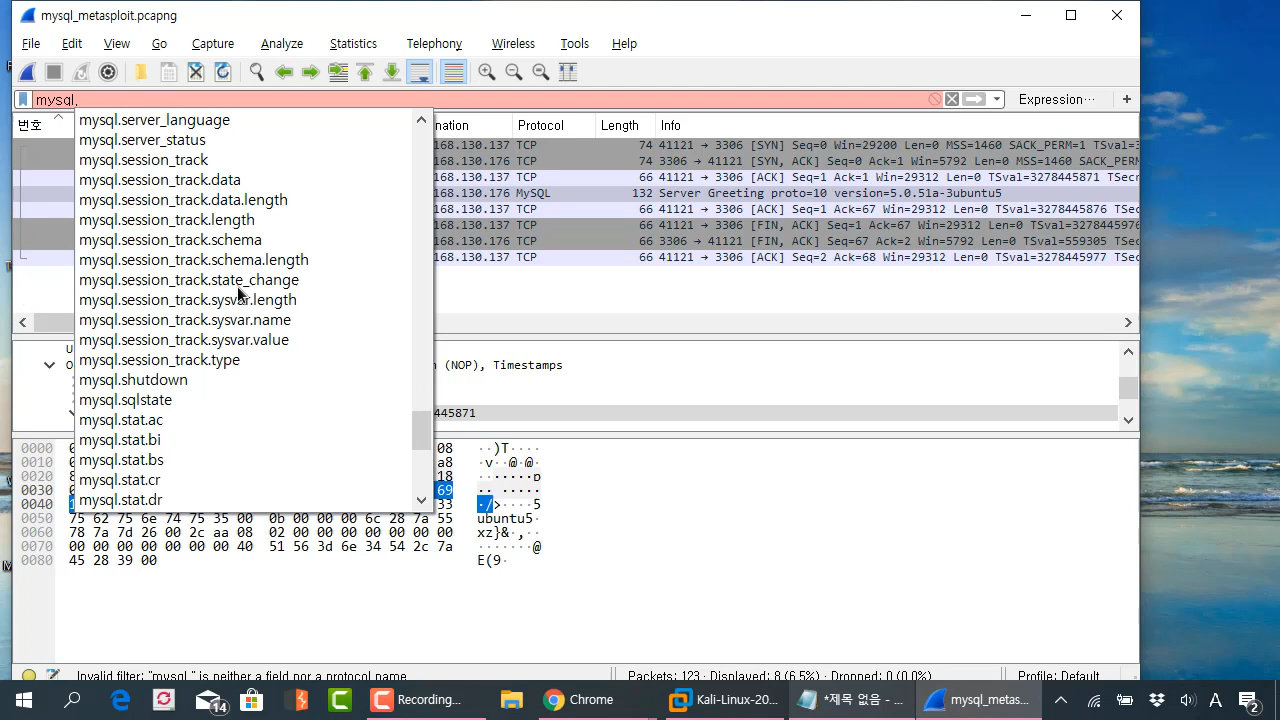 mysql_metasploit.pcapng
File Edit View Go Capture Analyze Statistics Telephony Wireless Tools Help
mysql.
Expression…
번호 nation Protocol Length Info
mysql.server_language
mysql.server_status
mysql.session_track
mysql.session_track.data
mysql.session_track.data.length
mysql.session_track.length
mysql.session_track.schema
mysql.session_track.schema.length
mysql.session_track.state_change
mysql.session_track.sysvar.length
mysql.session_track.sysvar.name
mysql.session_track.sysvar.value
mysql.session_track.type
mysql.shutdown
mysql.sqlstate
mysql.stat.ac
mysql.stat.bi
mysql.stat.bs
mysql.stat.cr
mysql.stat.dr
168.130.137 TCP 74 41121 → 3306 [SYN] Seq=0 Win=29200 Len=0 MSS=1460 SACK_PERM=1 TSval=
168.130.176 TCP 74 3306 → 41121 [SYN, ACK] Seq=0 Ack=1 Win=5792 Len=0 MSS=1460 SACK_PERM
168.130.137 TCP 66 41121 → 3306 [ACK] Seq=1 Ack=1 Win=29312 Len=0 TSval=3278445871 TSecr
168.130.176 MySQL 132 Server Greeting proto=10 version=5.0.51a-3ubuntu5
168.130.137 TCP 66 41121 → 3306 [ACK] Seq=1 Ack=67 Win=29312 Len=0 TSval=3278445876 TSec
168.130.137 TCP 66 41121 → 3306 [FIN, ACK] Seq=1 Ack=67 Win=29312 Len=0 TSval=3278445976
168.130.176 TCP 66 3306 → 41121 [FIN, ACK] Seq=67 Ack=2 Win=5792 Len=0 TSval=559305 TSec
168.130.137 TCP 66 41121 → 3306 [ACK] Seq=2 Ack=68 Win=29312 Len=0 TSval=3278445977 TSec
n (NOP), Timestamps
445871
0000 08 ··)T····
0010 a8 v··@·@·
0020 18
0030 69
0040 33 ·/>····5
0050 75 62 75 6e 74 75 35 00 0b 00 00 00 6c 28 7a 55 ubuntu5·
0060 78 7a 7d 26 00 2c aa 08 02 00 00 00 00 00 00 00 xz}&·,··
0070 00 00 00 00 00 00 00 40 51 56 3d 6e 34 54 2c 7a ·······@
0080 45 28 39 00 E(9·
Invalid filter: "mysql." is neither a field nor a protocol name
Packets: 123 · Displayed: 8 (6.5%) · Dropped: 0 (0.0%)
Profile: Default
14
Recording...
Chrome
Kali-Linux-20...
*제목 없음 - ...
mysql_metas...
A
2